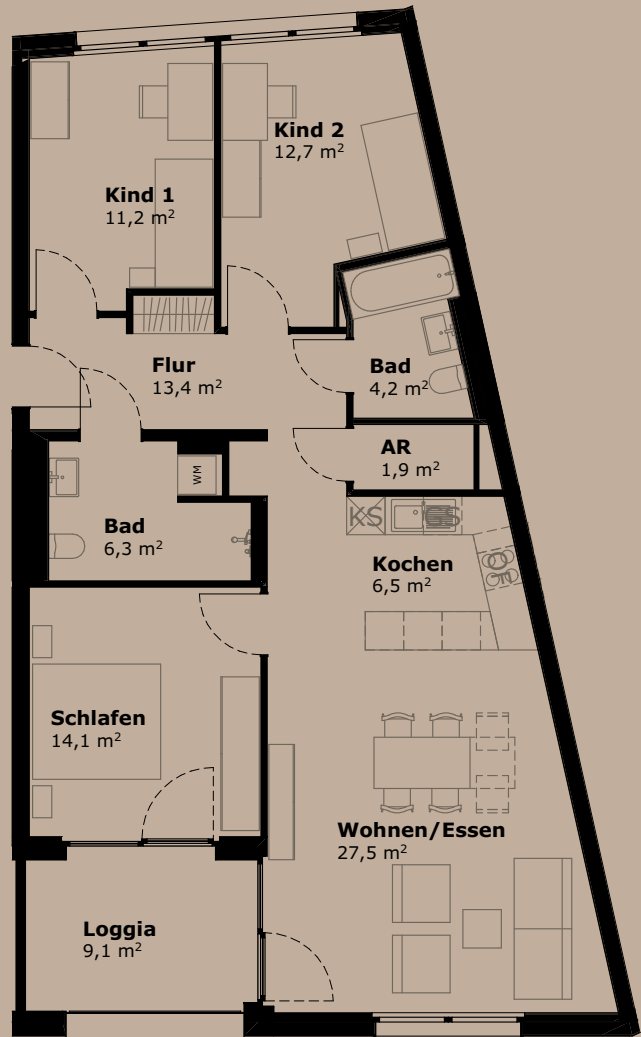 Kind 2
12,7 m²
Kind 1
11,2 m²
Flur
13,4 m²
Bad
4,2 m²
AR
1,9 m²
WM
Bad
6,3 m²
KS
GS
Kochen
6,5 m²
Schlafen
14,1 m²
Wohnen/Essen
27,5 m²
Loggia
9,1 m²